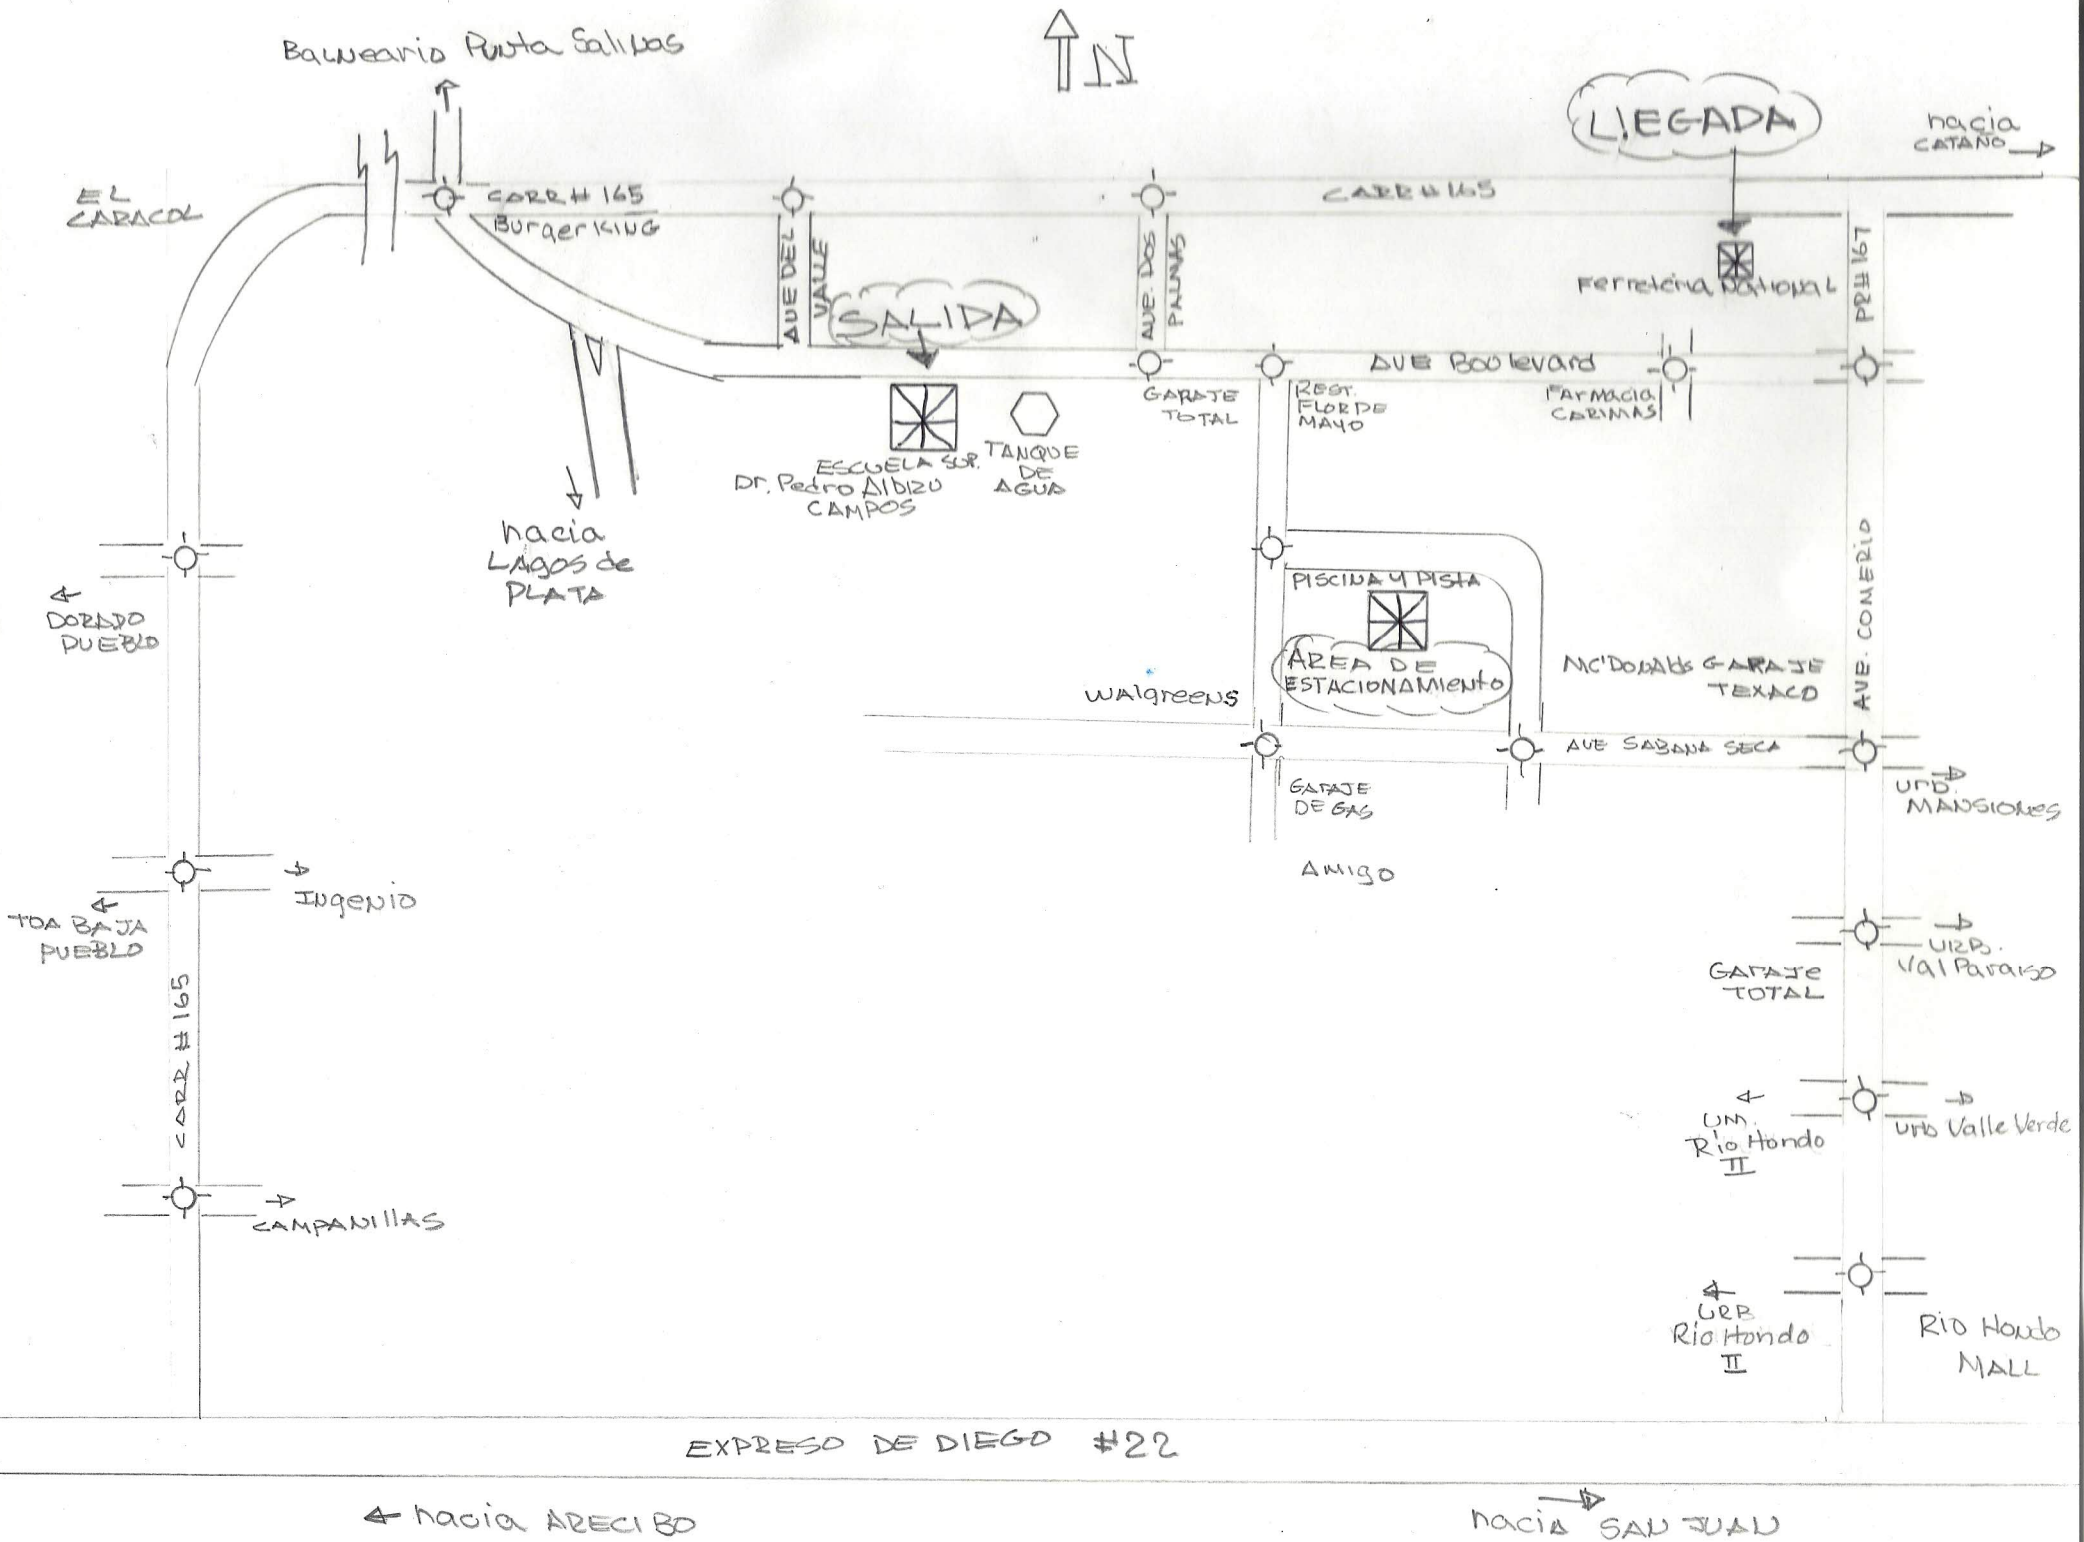 Balneario Punta Salinas
N
LLEGADA
hacia
CATAÑO
EL
CARACOL
CARR # 165
Burger KING
CARR # 165
AVE DEL
VALLE
AVE. DOS
PALMAS
PR # 167
SALIDA
Ferreteria National
AVE Boulevard
GARAJE
TOTAL
REST.
FLOR DE
MAYO
FARMACIA
CARIMAS
ESCUELA SUP.
Dr. Pedro Albizu
CAMPOS
TANQUE
DE
AGUA
hacia
LAGOS de
PLATA
DORADO
PUEBLO
PISCINA Y PISTA
AREA DE
ESTACIONAMIENTO
AVE. COMERIO
MC'DONALDS GARAJE
TEXACO
WAlgreens
AVE SABANA SECA
GARAJE
DE GAS
URB.
MANSIONES
AMIGO
INgENIO
TOA BAJA
PUEBLO
URB.
Val Paraiso
GARAJE
TOTAL
CARR # 165
Rio Hondo
II
URB Valle Verde
CAMPANILLAS
URB
Rio Hondo
II
RIO HONDO
MALL
EXPRESO DE DIEGO #22
hacia ARECIBO
hacia SAN JUAN